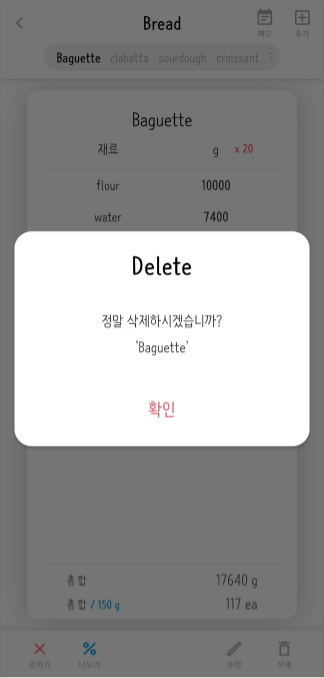 Bread
메모
추가
Baguette ciabatta sourdough croissant
Baguette
재료 g x 20
flour 10000
water 7400
Delete
정말 삭제하시겠습니까?
'Baguette'
확인
총 합 17640 g
총 합 / 150 g 117 ea
곱하기 나누기 수정 삭제